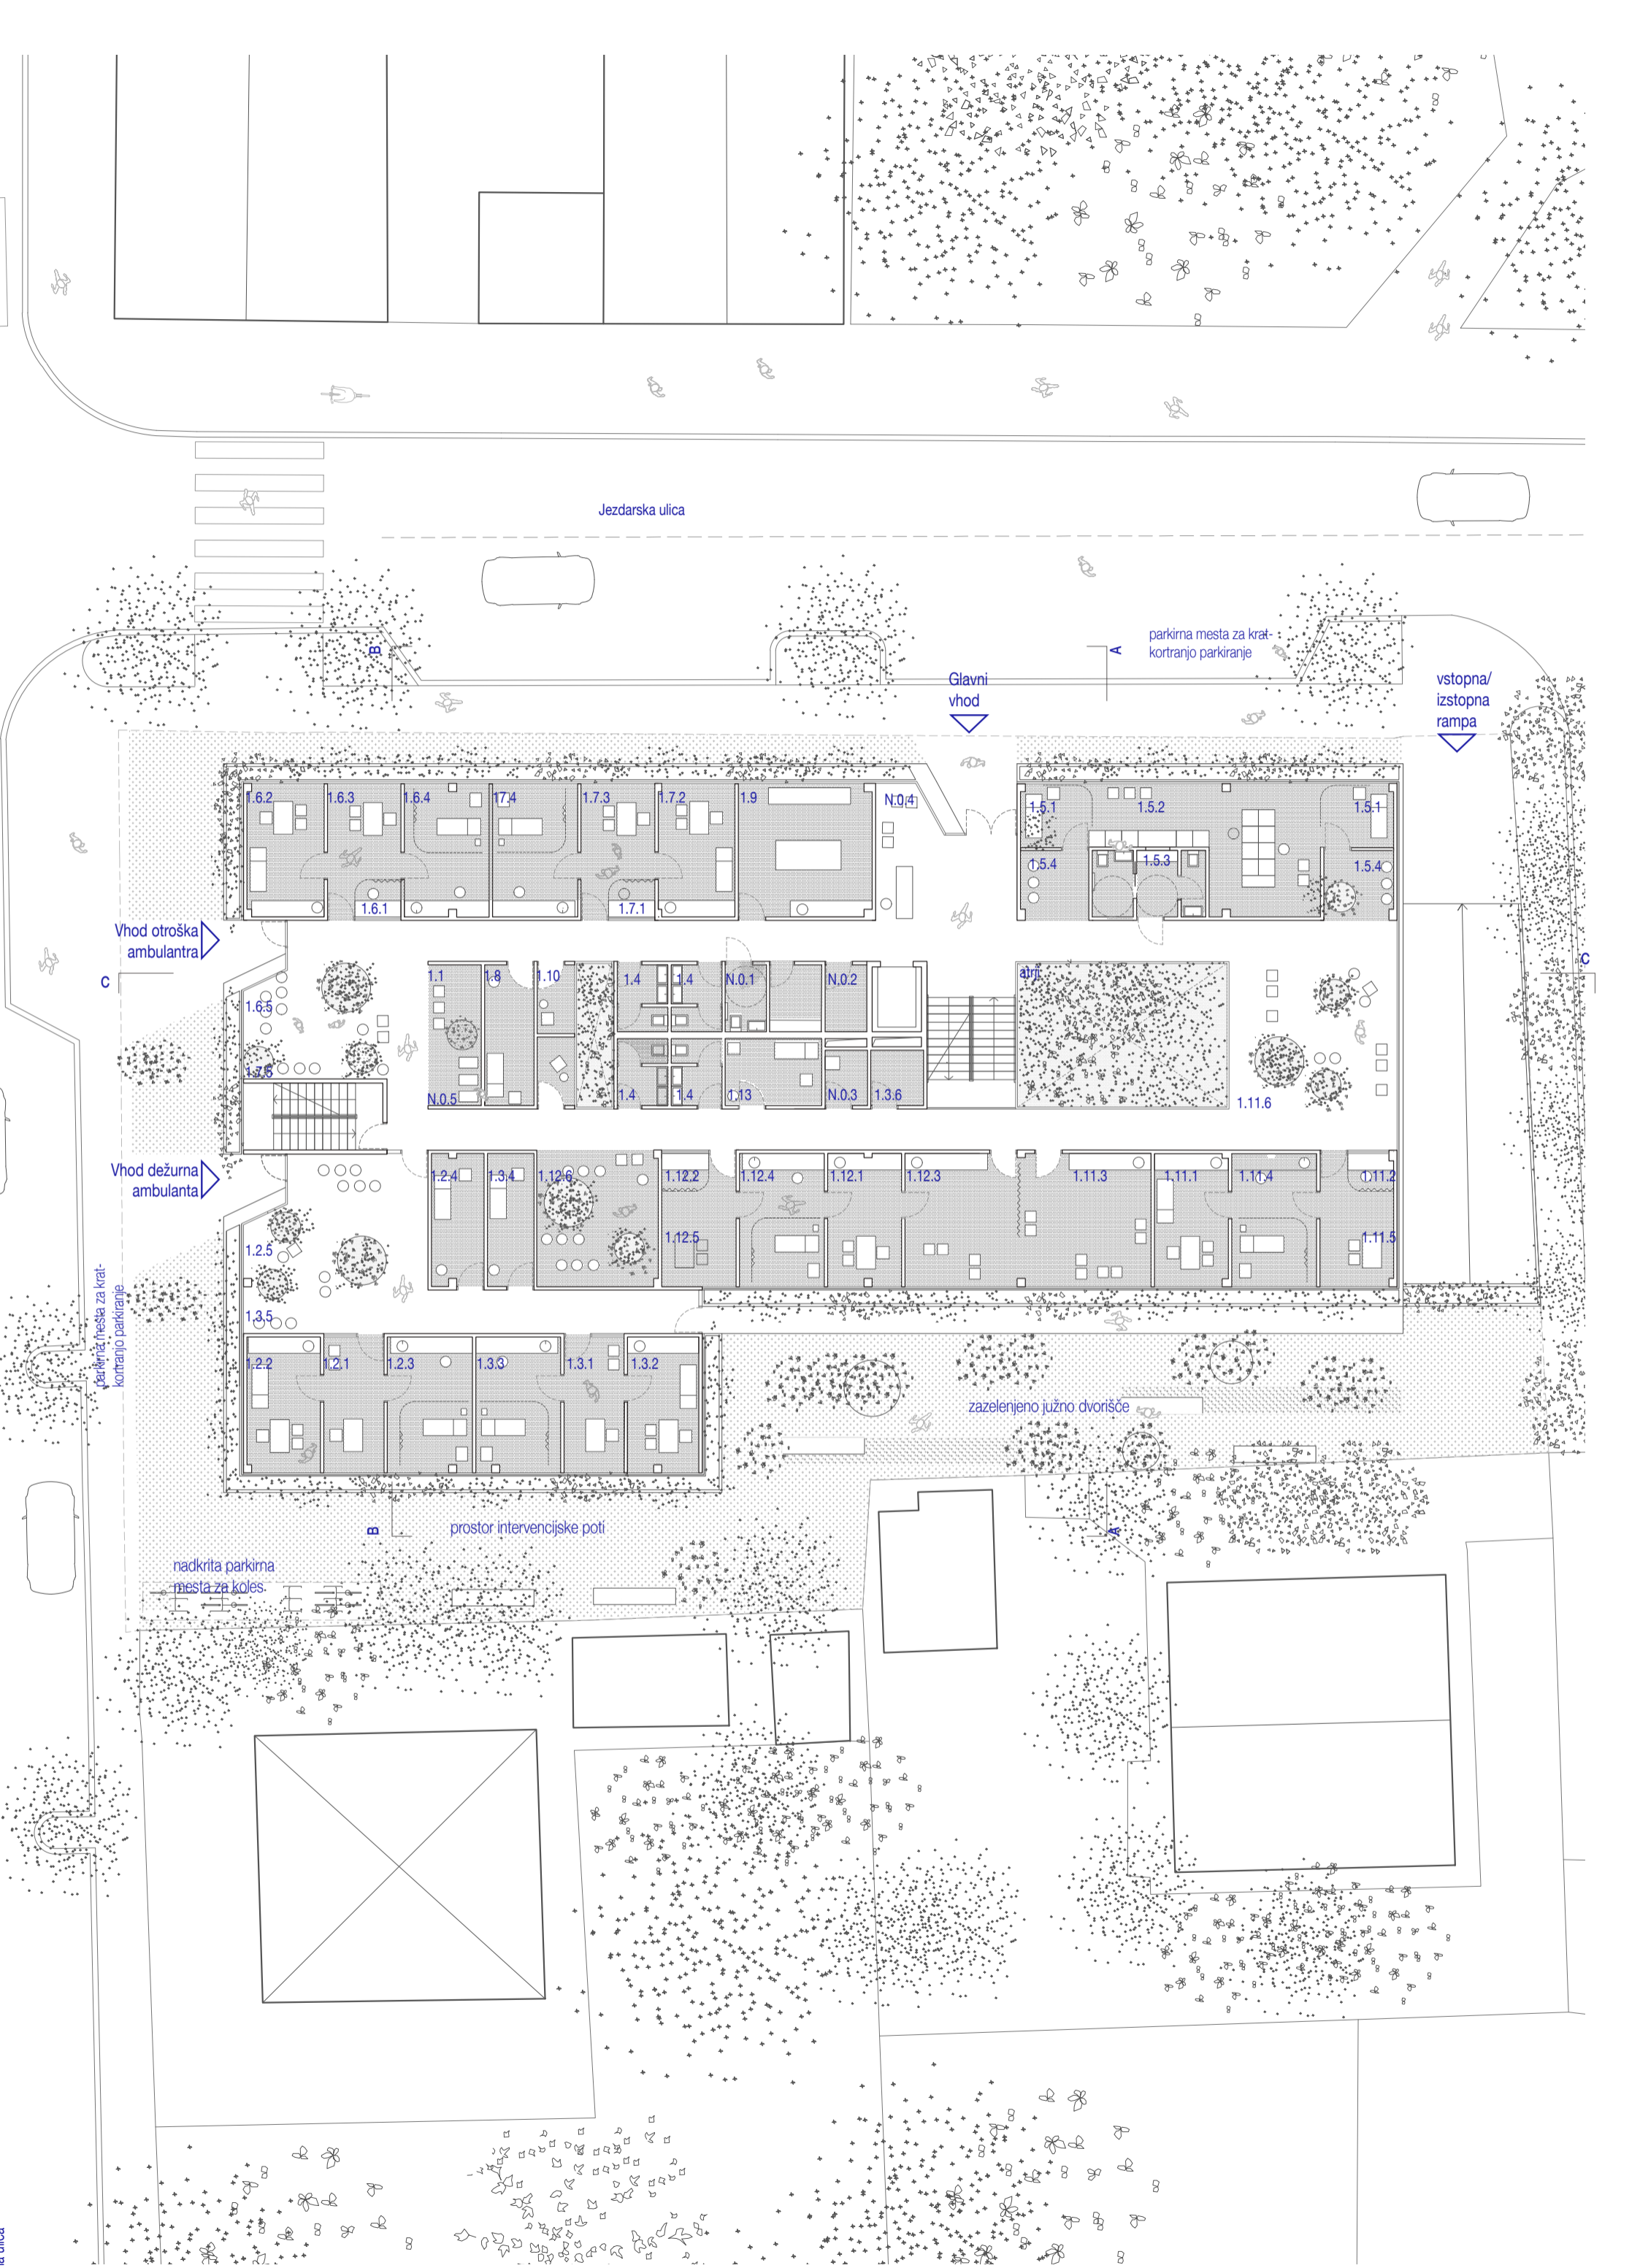 Jezdarska ulica
B
A
parkirna mesta za krat-
kortranjo parkiranje
Glavni
vhod
vstopna/
izstopna
rampa
1.6.2
1.6.3
1.6.4
17.4
1.7.3
1.7.2
1.9
N.0.4
1.5.1
1.5.2
1.5.1
1.5.4
1.5.3
1.5.4
1.6.1
1.7.1
Vhod otroška
ambulantra
C
C
1.1
1.8
1.10
1.4
1.4
N.0.1
N.0.2
atrij
1.6.5
1.7.5
N.0.5
1.4
1.4
1.13
N.0.3
1.3.6
1.11.6
Vhod dežurna
ambulanta
1.2.4
1.3.4
1.12.6
1.12.2
1.12.4
1.12.1
1.12.3
1.11.3
1.11.1
1.11.4
1.11.2
1.2.5
1.12.5
1.11.5
parkirna mesta za krat-
kortranjo parkiranje
1.3.5
1.2.2
1.2.1
1.2.3
1.3.3
1.3.1
1.3.2
zazelenjeno južno dvorišče
B
prostor intervencijske poti
A
nadkrita parkirna
mesta za koles.
ulica